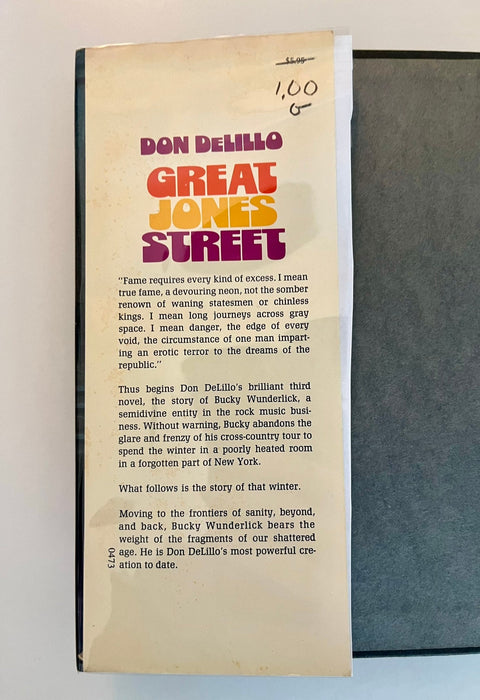 $5.95
1,00
G
DON DeLILLO
GREAT
JONES
STREET
"Fame requires every kind of excess. I mean
true fame, a devouring neon, not the somber
renown of waning statesmen or chinless
kings. I mean long journeys across gray
space. I mean danger, the edge of every
void, the circumstance of one man impart-
ing an erotic terror to the dreams of the
republic."
Thus begins Don DeLillo's brilliant third
novel, the story of Bucky Wunderlick, a
semidivine entity in the rock music busi-
ness. Without warning, Bucky abandons the
glare and frenzy of his cross-country tour to
spend the winter in a poorly heated room
in a forgotten part of New York.
What follows is the story of that winter.
Moving to the frontiers of sanity, beyond,
and back, Bucky Wunderlick bears the
weight of the fragments of our shattered
age. He is Don DeLillo's most powerful cre-
ation to date.
0473